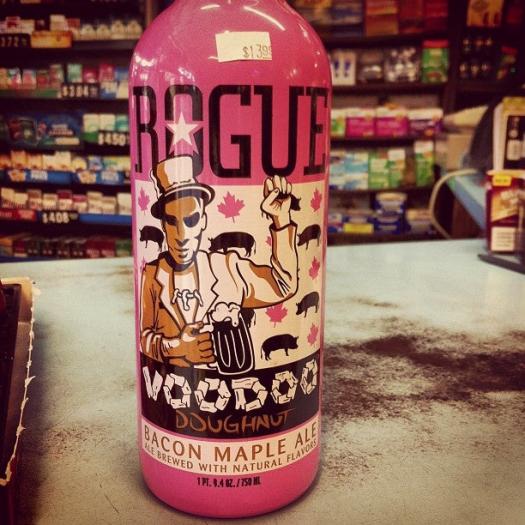 $13.99
ROGUE
VOODOO
DOUGHNUT
BACON MAPLE ALE
ALE BREWED WITH NATURAL FLAVORS
1 PT. 9.4 OZ. / 750 ML